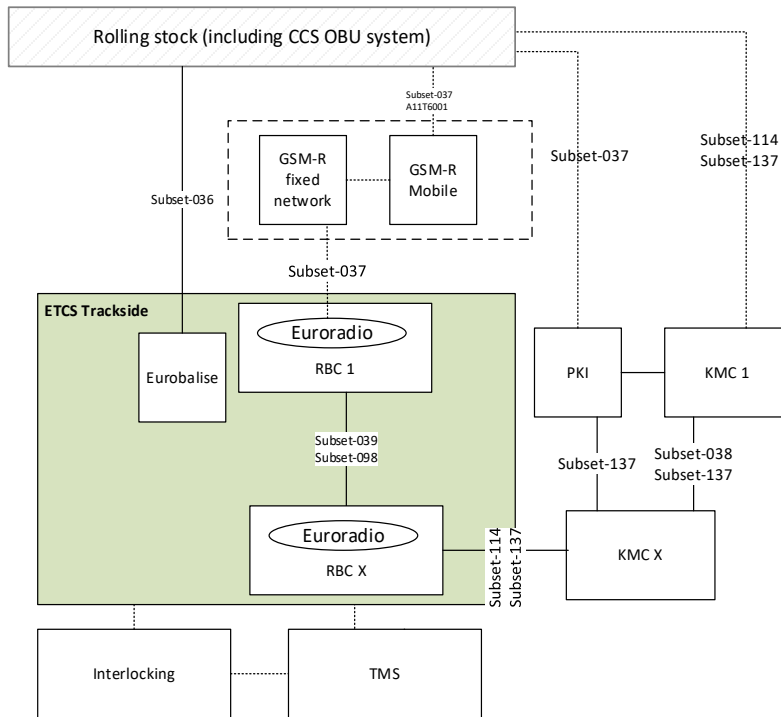 Rolling stock (including CCS OBU system)
Subset-037
A11T6001
Subset-114
Subset-137
Subset-037
GSM-R
fixed
network
GSM-R
Mobile
Subset-036
Subset-037
ETCS Trackside
Euroradio
RBC 1
Eurobalise
PKI
KMC 1
Subset-039
Subset-098
Subset-137
Subset-038
Subset-137
Euroradio
RBC X
Subset-114
Subset-137
KMC X
Interlocking
TMS